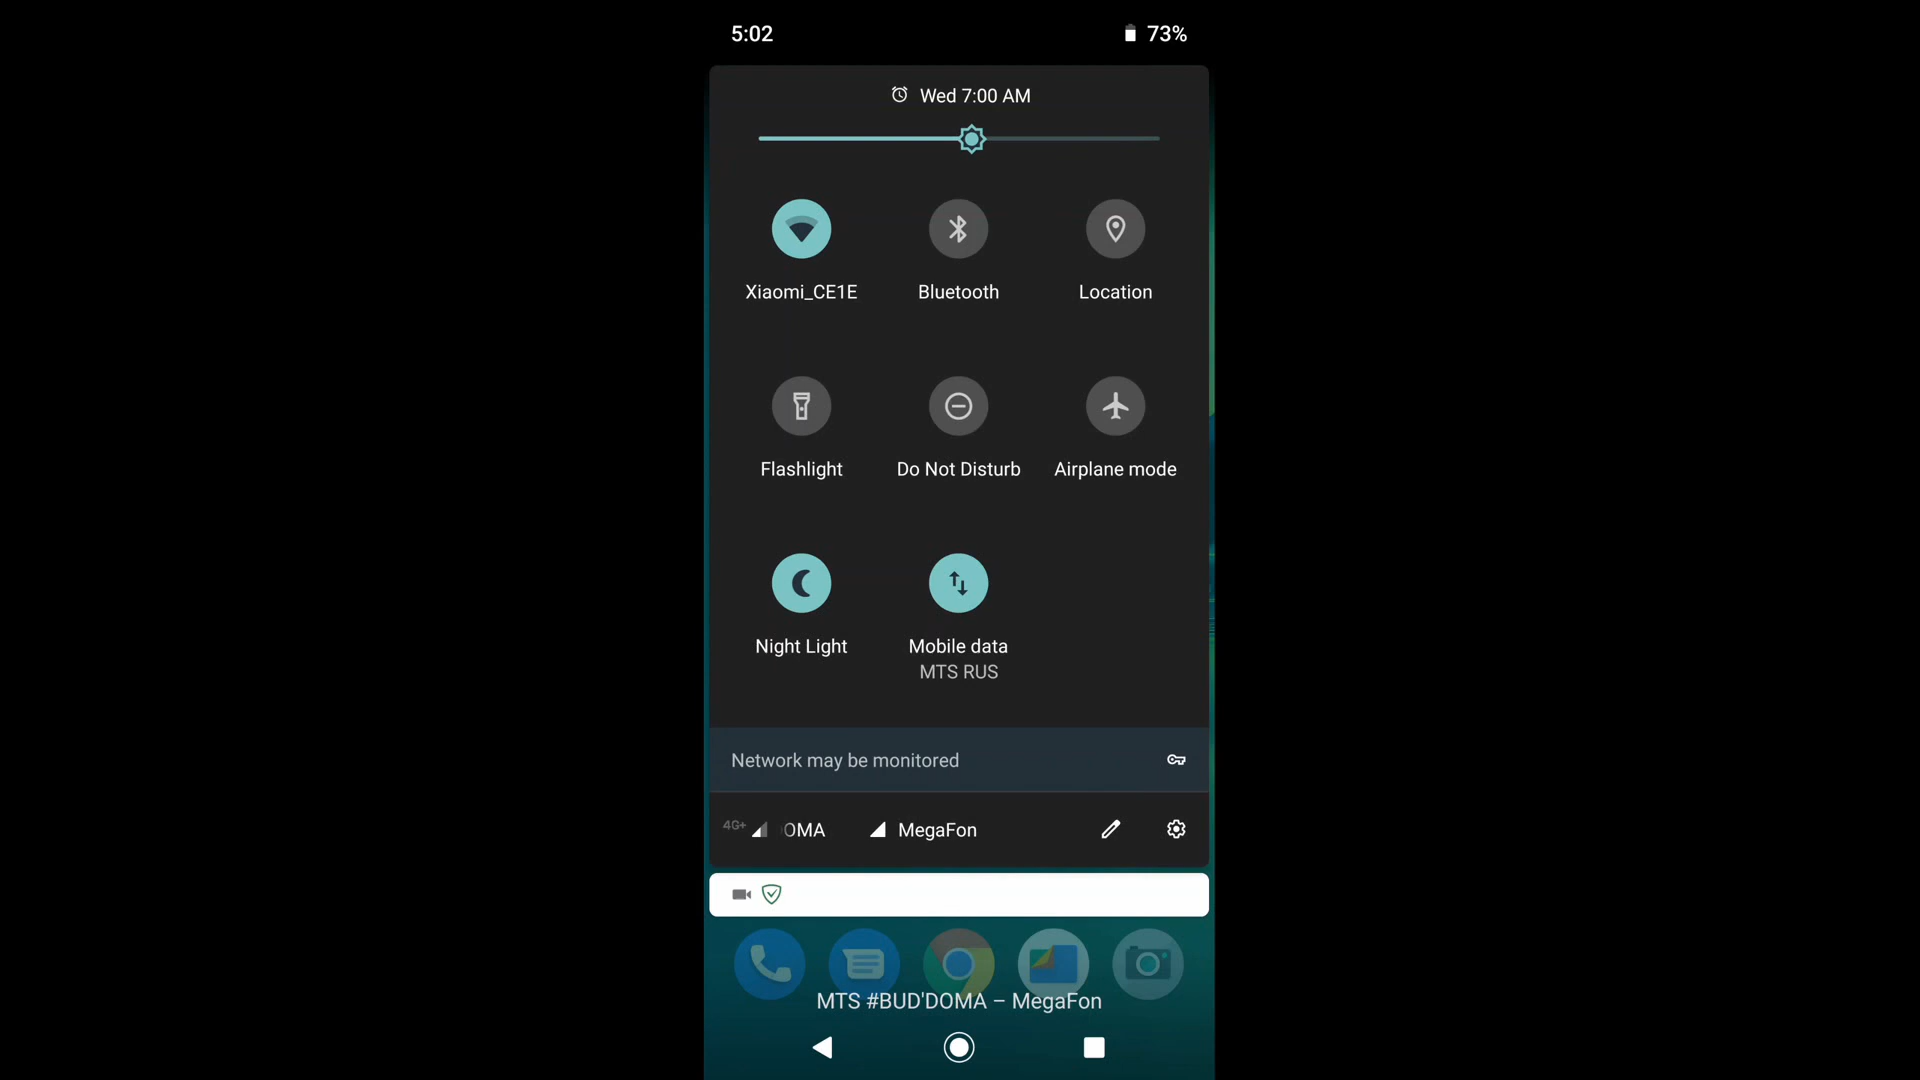 5:02
73%
Wed 7:00 AM
Xiaomi_CE1E
Bluetooth
Location
Flashlight
Do Not Disturb
Airplane mode
Night Light
Mobile data
MTS RUS
Network may be monitored
4G+ OMA MegaFon
MTS #BUD'DOMA – MegaFon